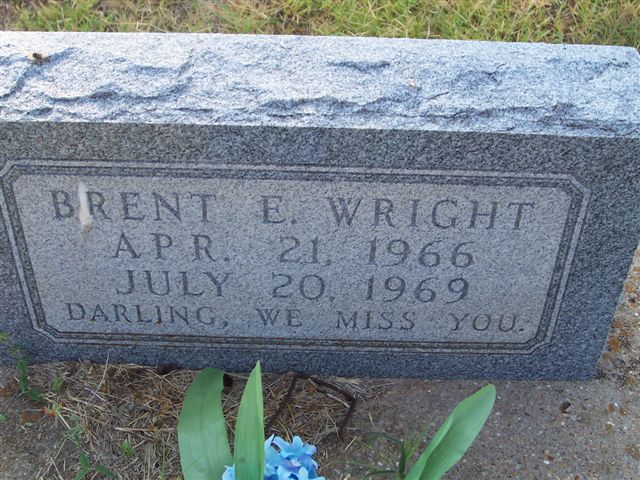 BRENT E. WRIGHT
APR. 21, 1966
JULY 20, 1969
DARLING, WE MISS YOU.